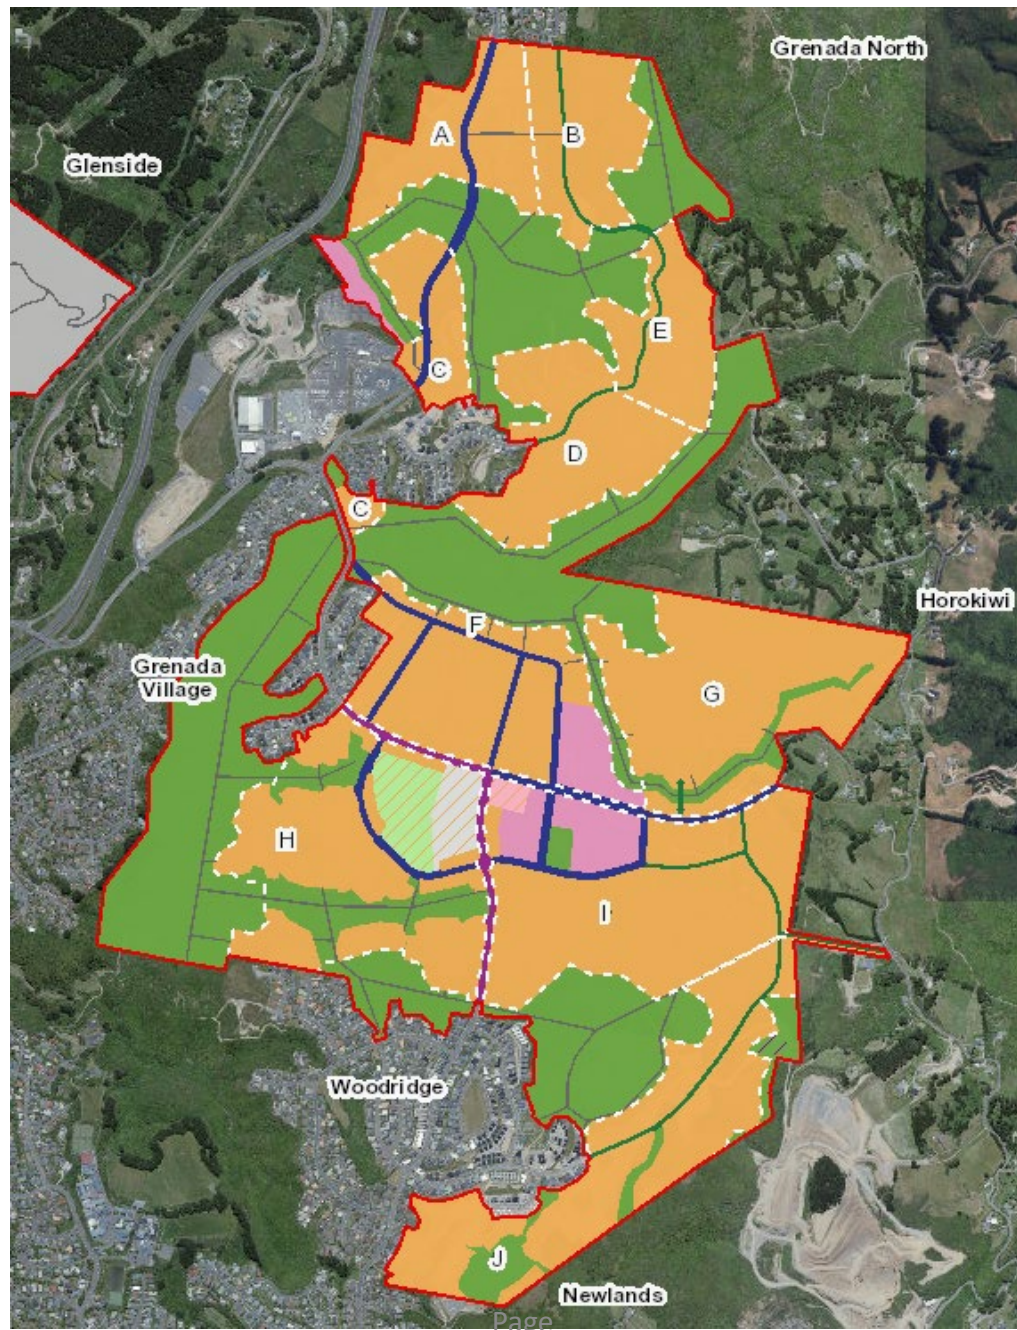 Grenada North
A
B
Glenside
E
C
D
C
Horokiwi
F
Grenada
Village
G
H
I
Woodridge
J
Newlands
Page